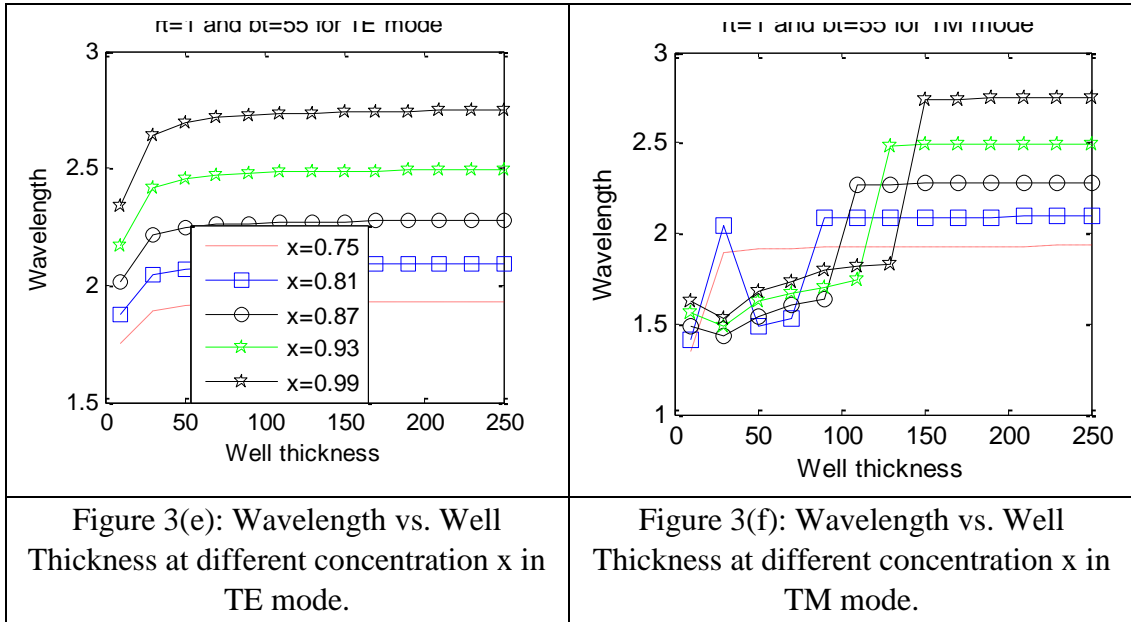 nt=1 and bt=55 for TE mode
3
2.5
2
1.5
Wavelength
0 50 100 150 200 250
Well thickness
x=0.75
x=0.81
x=0.87
x=0.93
x=0.99
Figure 3(e): Wavelength vs. Well
Thickness at different concentration x in
TE mode.
and bt=55 for TM mode
3
2.5
2
1.5
1
Wavelength
0 50 100 150 200 250
Well thickness
Figure 3(f): Wavelength vs. Well
Thickness at different concentration x in
TM mode.